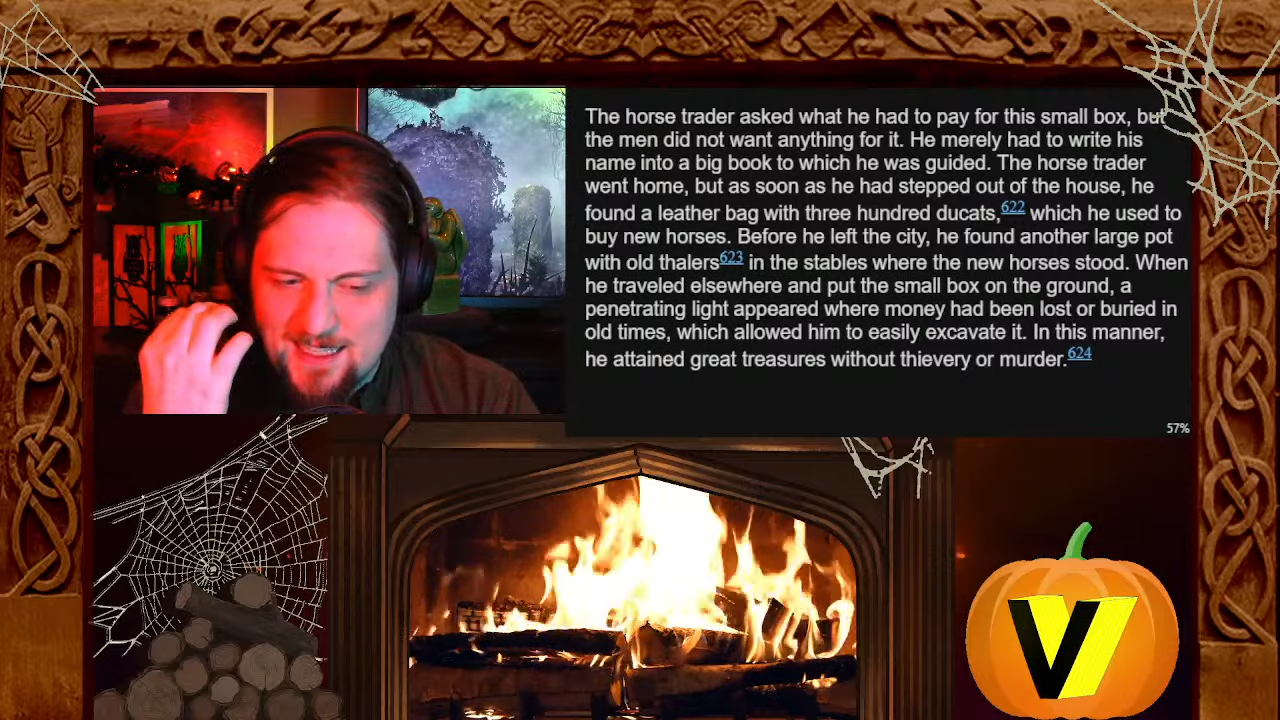 The horse trader asked what he had to pay for this small box, but
the men did not want anything for it. He merely had to write his
name into a big book to which he was guided. The horse trader
went home, but as soon as he had stepped out of the house, he
found a leather bag with three hundred ducats,622 which he used to
buy new horses. Before he left the city, he found another large pot
with old thalers623 in the stables where the new horses stood. When
he traveled elsewhere and put the small box on the ground, a
penetrating light appeared where money had been lost or buried in
old times, which allowed him to easily excavate it. In this manner,
he attained great treasures without thievery or murder.624
57%
V